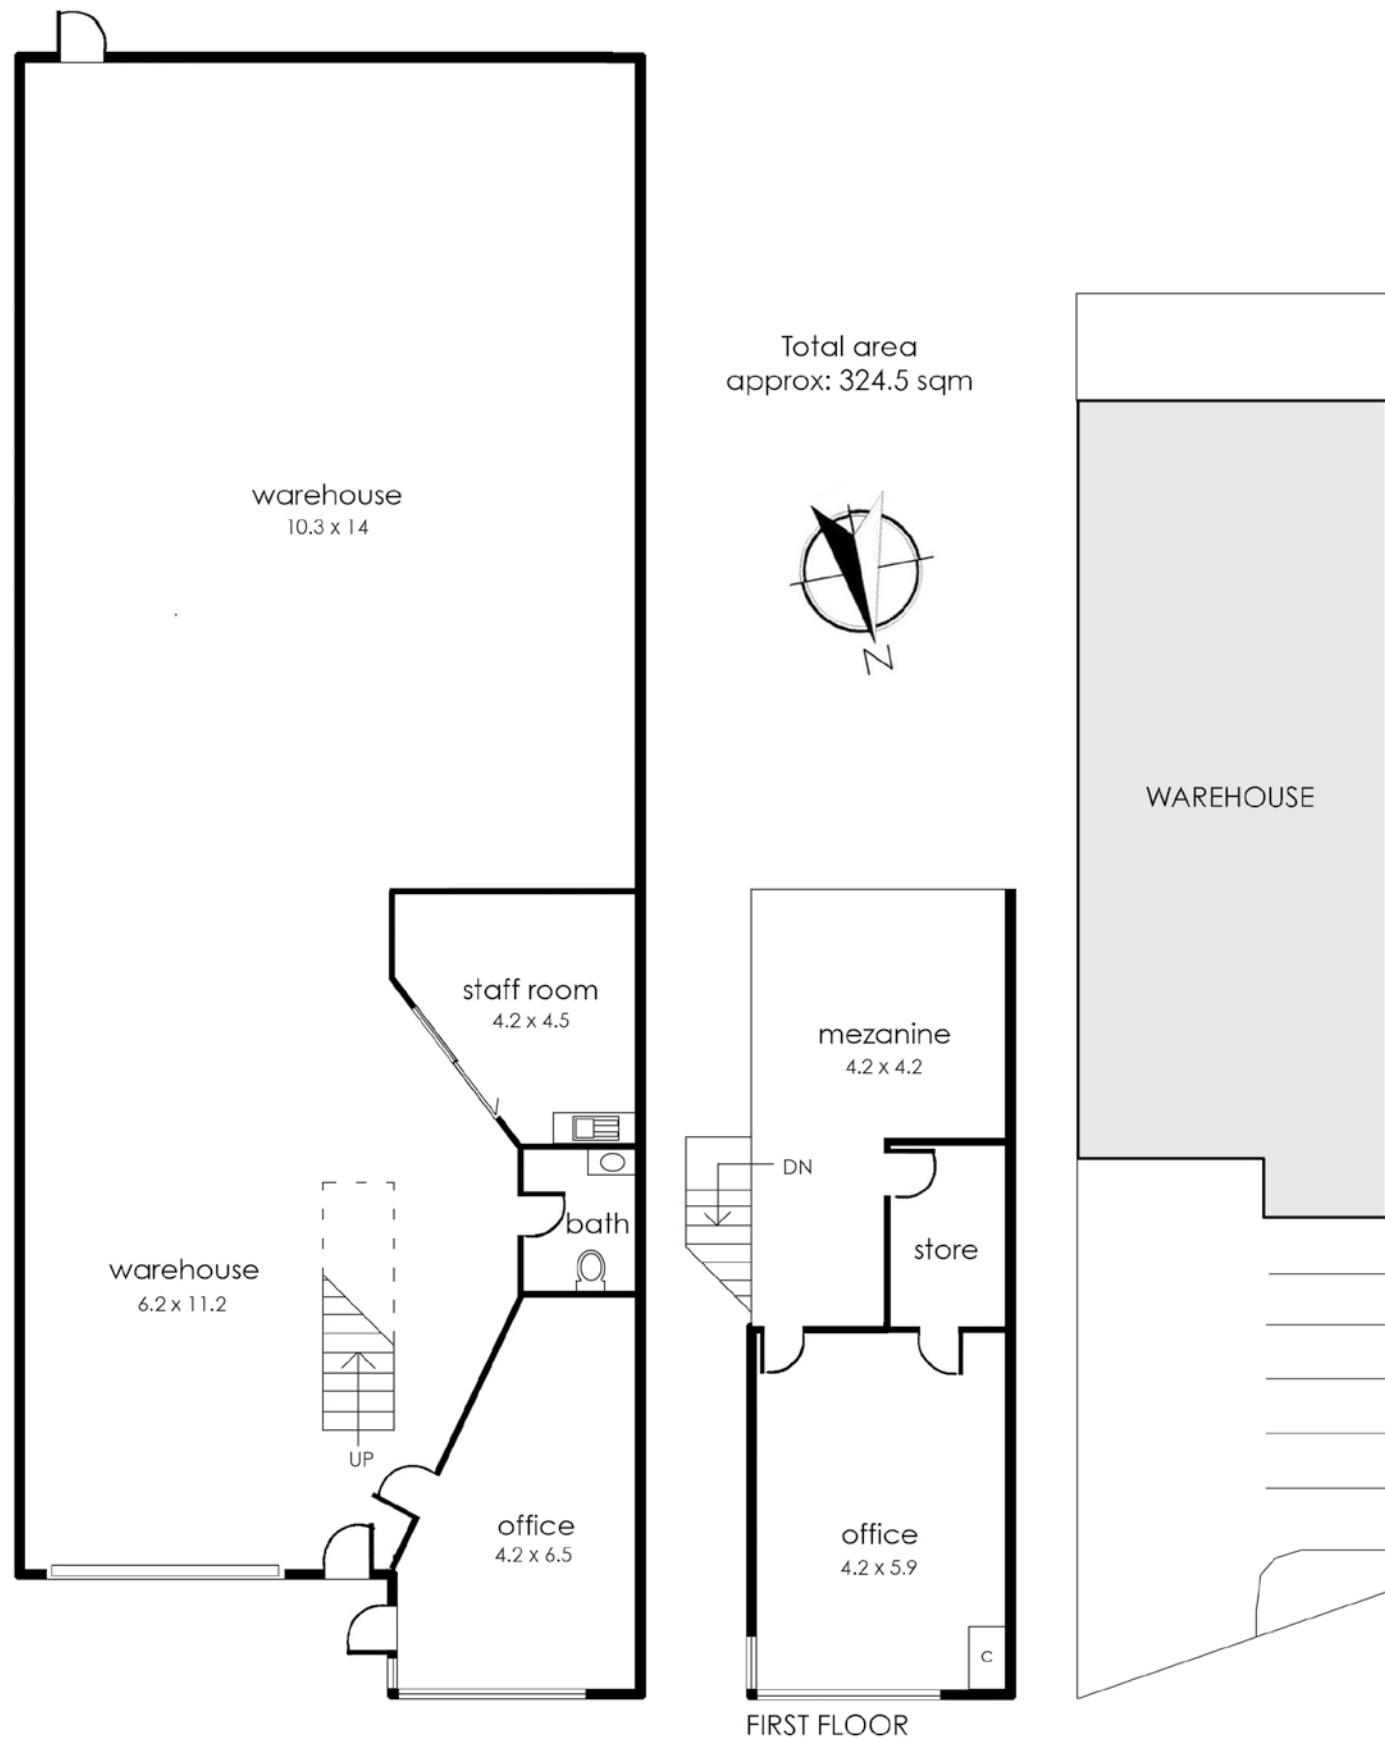 Total area
approx: 324.5 sqm
warehouse
10.3 x 14
N
WAREHOUSE
staff room
4.2 x 4.5
mezanine
4.2 x 4.2
DN
bath
store
warehouse
6.2 x 11.2
UP
office
4.2 x 6.5
office
4.2 x 5.9
C
FIRST FLOOR